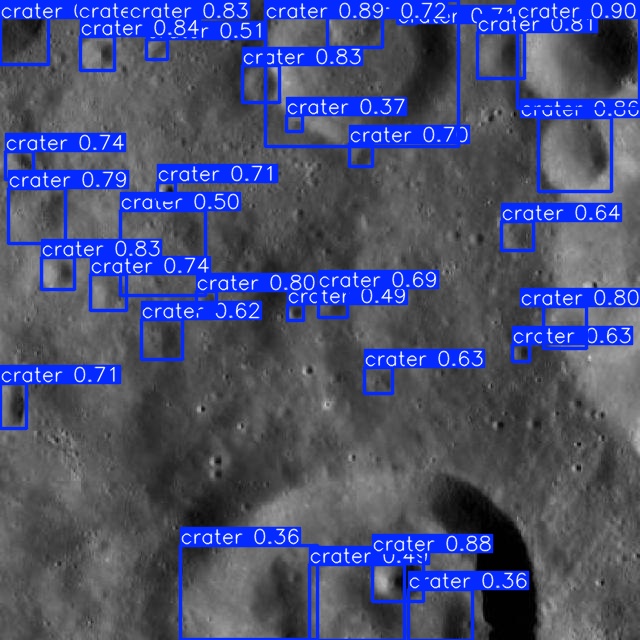 crater 0.83
crater 0.89
0.72
crater 0.90
crater 0.84
0.51
crater 0.81
crater 0.83
crater 0.37
crater 0.86
crater 0.70
crater 0.74
crater 0.79
crater 0.71
crater 0.50
crater 0.64
crater 0.83
crater 0.74
crater 0.80
crater 0.69
0.49
crater 0.80
crater 0.62
crater 0.63
crater 0.63
crater 0.71
crater 0.36
crater 0.88
crater
crater 0.36